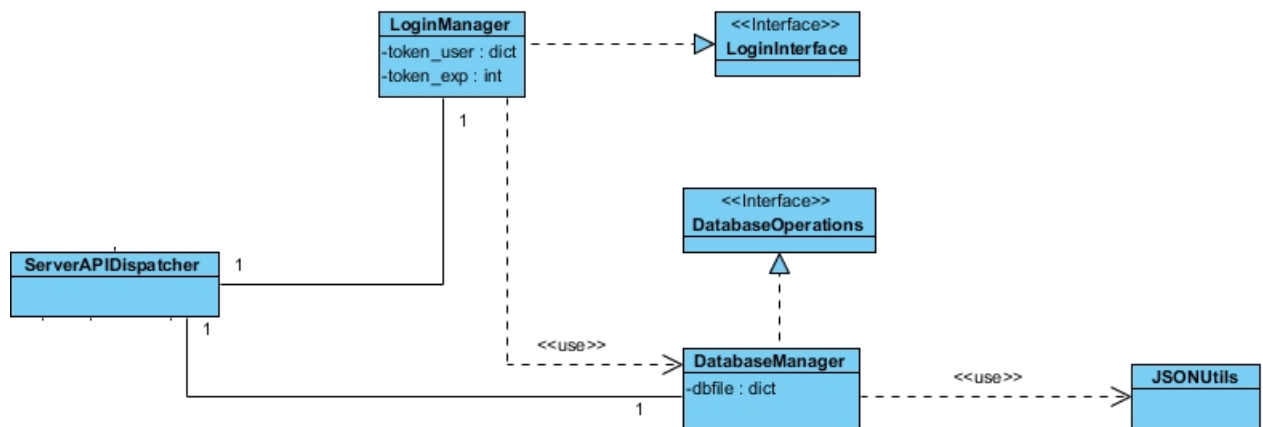 LoginManager
-token_user : dict
-token_exp : int
<<Interface>>
LoginInterface
1
<<Interface>>
DatabaseOperations
ServerAPIDispatcher
1
1
<<use>>
DatabaseManager
-dbfile : dict
1
<<use>>
JSONUtils